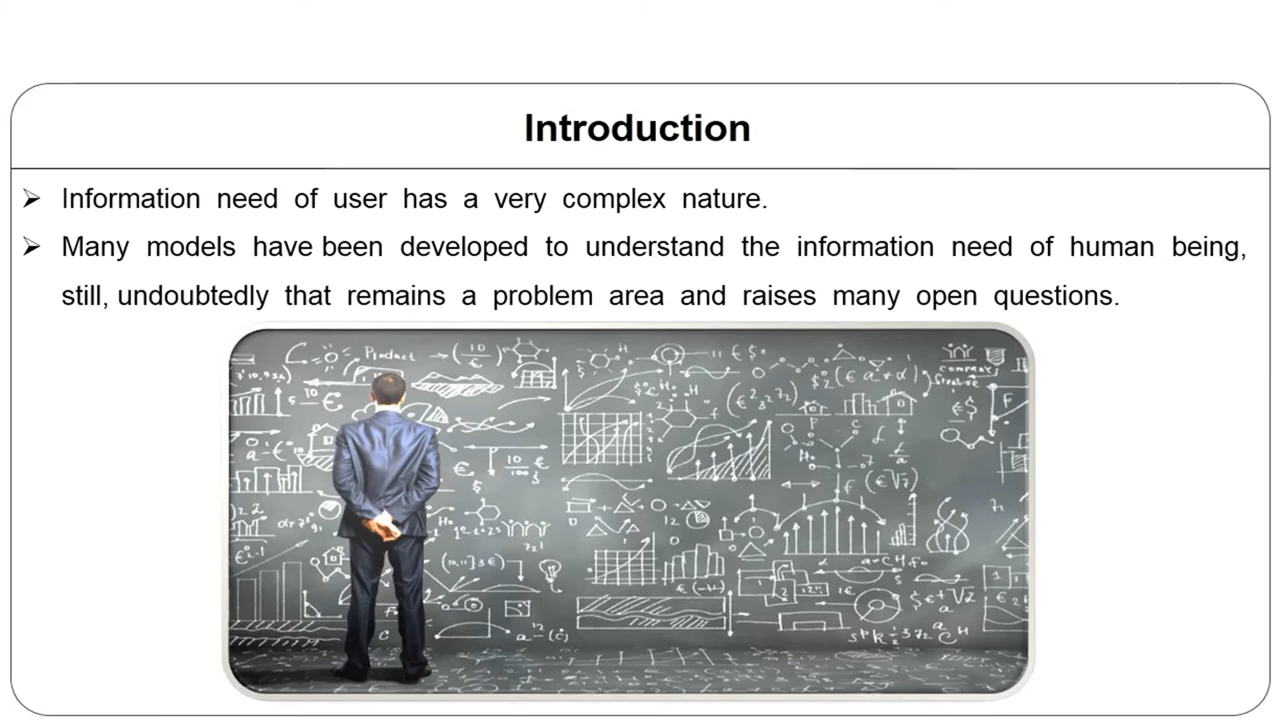 Introduction
Information need of user has a very complex nature.
Many models have been developed to understand the information need of human being,
still, undoubtedly that remains a problem area and raises many open questions.
Product